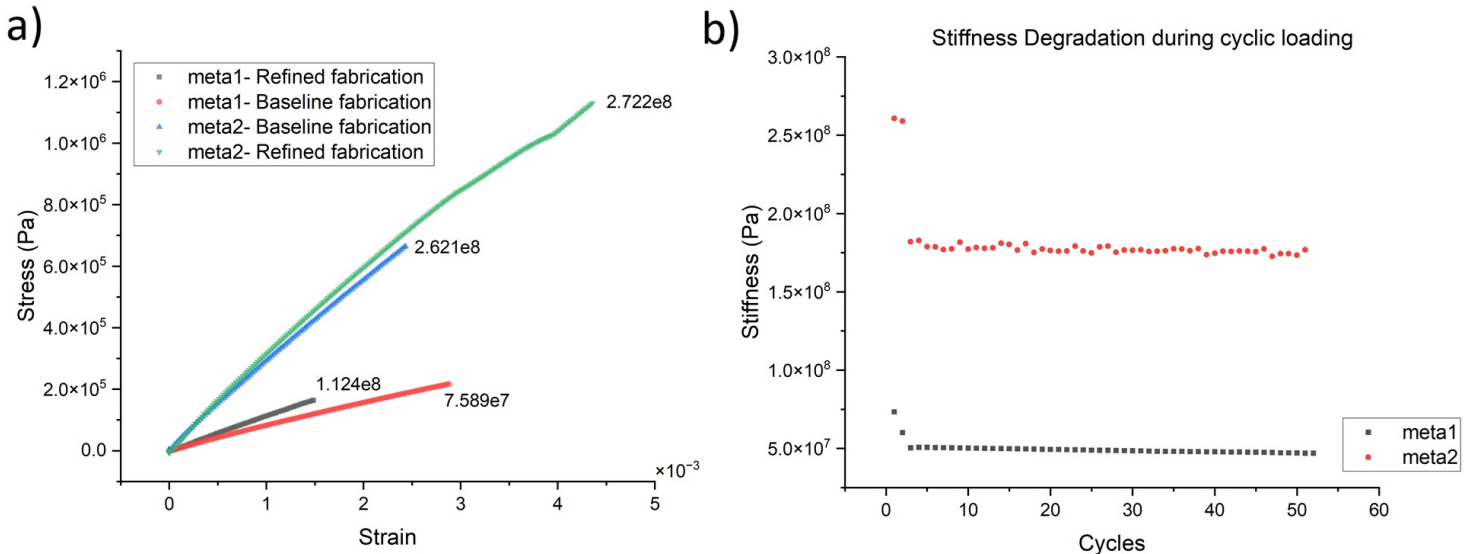 a)
meta1- Refined fabrication
meta1- Baseline fabrication
meta2- Baseline fabrication
meta2- Refined fabrication
1.2×10⁶
1.0×10⁶
8.0×10⁵
6.0×10⁵
4.0×10⁵
2.0×10⁵
0.0
Stress (Pa)
2.722e8
2.621e8
1.124e8
7.589e7
×10⁻³
0 1 2 3 4 5
Strain
b)
Stiffness Degradation during cyclic loading
3.0×10⁸
2.5×10⁸
2.0×10⁸
1.5×10⁸
1.0×10⁸
5.0×10⁷
Stiffness (Pa)
meta1
meta2
0 10 20 30 40 50 60
Cycles